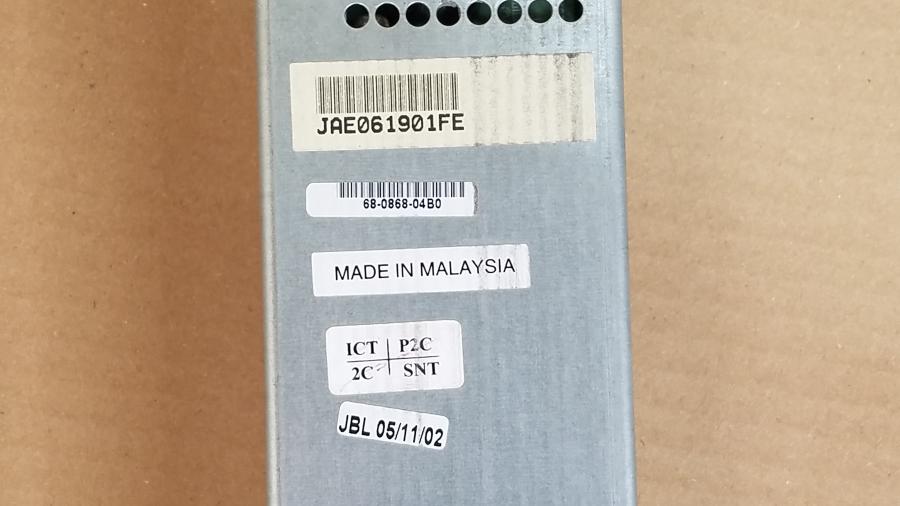 JAE061901FE
68-0868-04B0
MADE IN MALAYSIA
ICT P2C
2C SNT
JBL 05/11/02